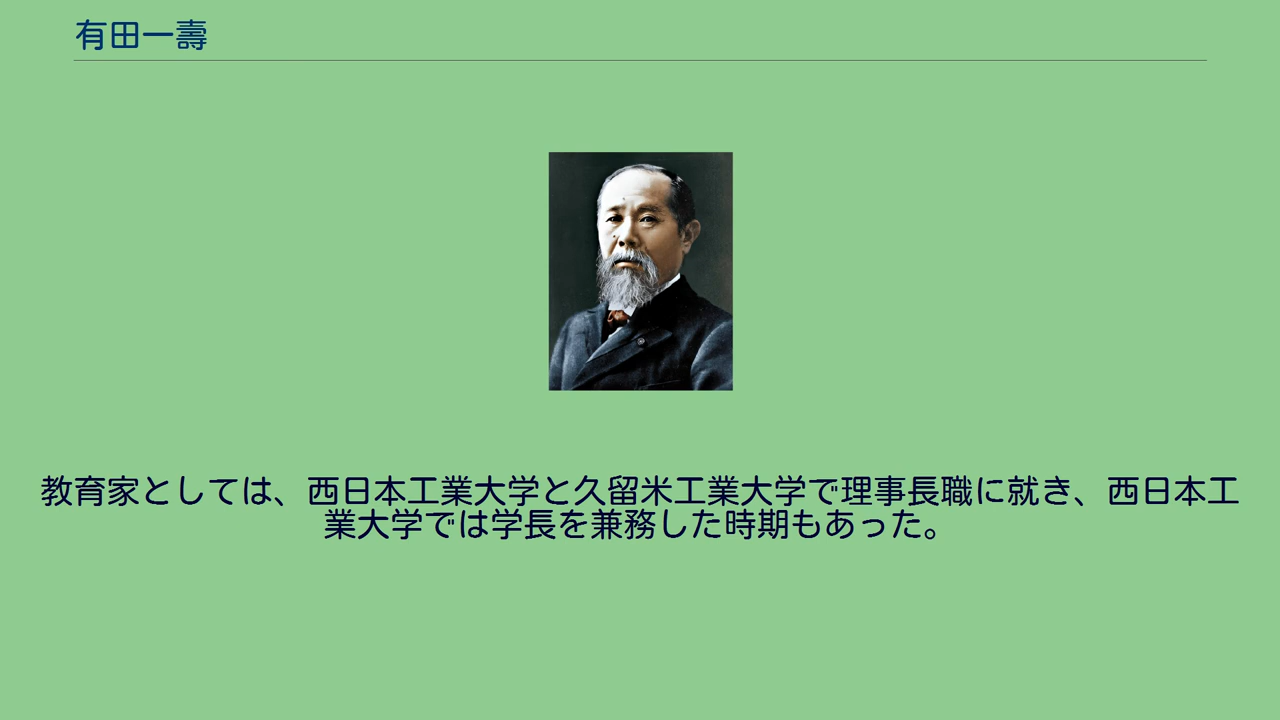 有田一壽
教育家としては、西日本工業大学と久留米工業大学で理事長職に就き、西日本工
業大学では学長を兼務した時期もあった。